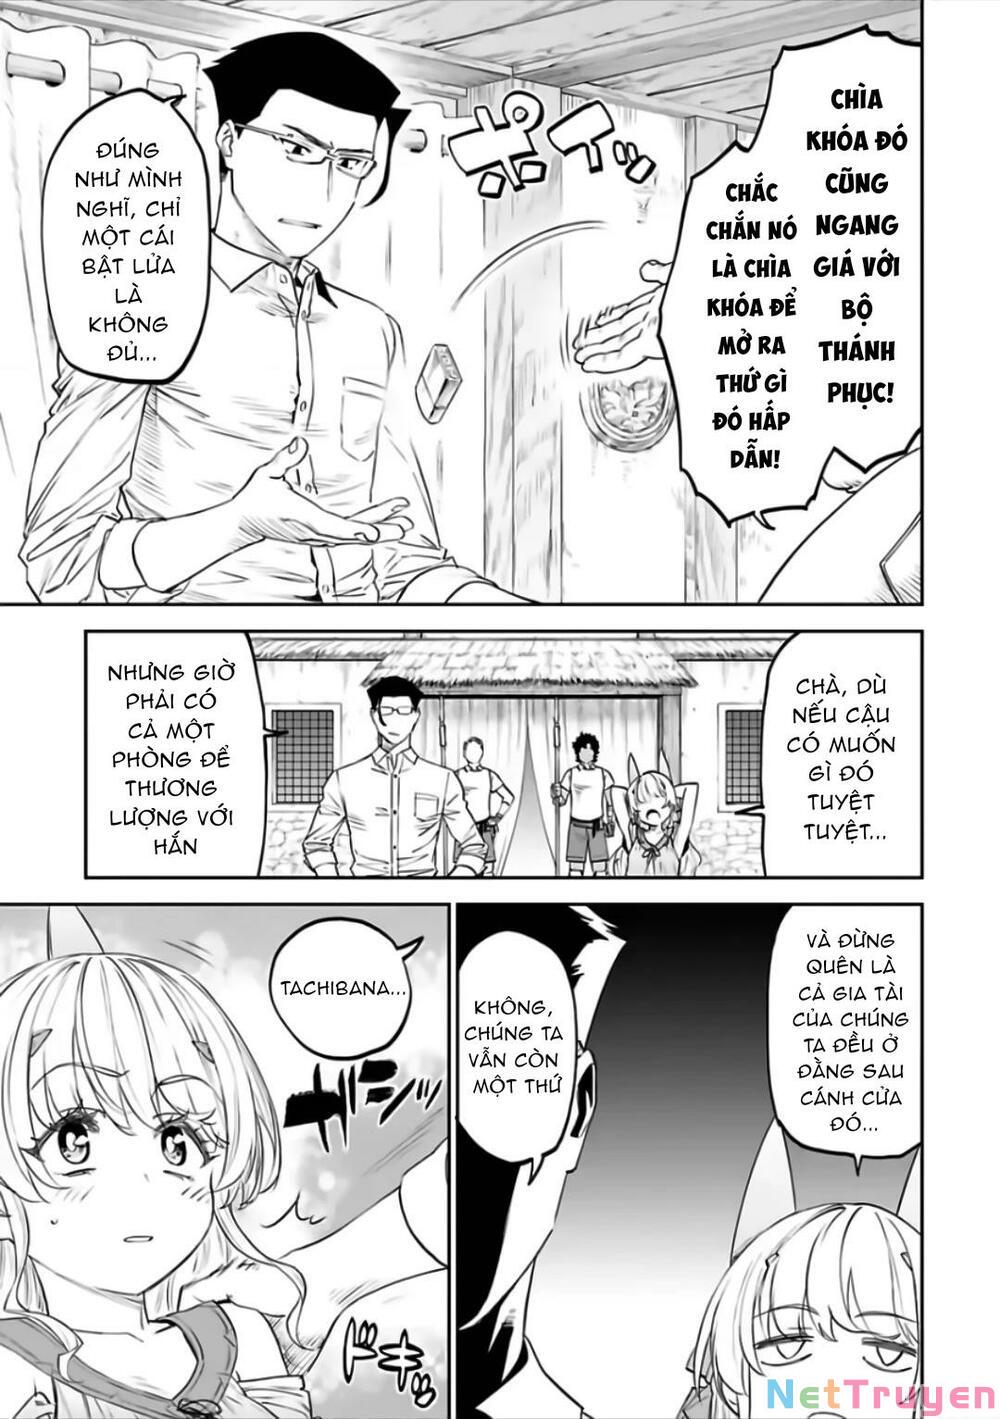 CHÌA
KHÓA ĐÓ
CŨNG
NGANG
GIÁ VỚI
BỘ
THÁNH
PHỤC!
CHẮC
CHẮN NÓ
LÀ CHÌA
KHÓA ĐỂ
MỞ RA
THỨ GÌ
ĐÓ HẤP
DẪN!
ポイッ
ĐÚNG
NHƯ MÌNH
NGHĨ, CHỈ
MỘT CÁI
BẬT LỬA
LÀ
KHÔNG
ĐỦ...
CHÀ, DÙ
NẾU CẬU
CÓ MUỐN
GÌ ĐÓ
TUYỆT
TUYỆT...
NHƯNG GIỜ
PHẢI CÓ
CẢ MỘT
PHÒNG ĐỂ
THƯƠNG
LƯỢNG VỚI
HẮN
VÀ ĐỪNG
QUÊN LÀ
CẢ GIA TÀI
CỦA CHÚNG
TA ĐỀU Ở
ĐẰNG SAU
CÁNH CỬA
ĐÓ...
KHÔNG,
CHÚNG TA
VẪN CÒN
MỘT THỨ
TACHIBANA...
ドキ
NetTruyen